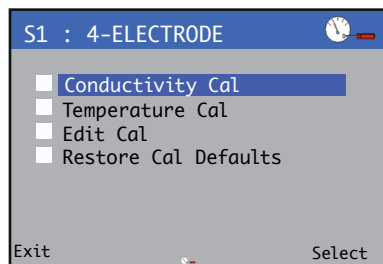 S1 : 4-ELECTRODE
Conductivity Cal
Temperature Cal
Edit Cal
Restore Cal Defaults
Exit Select